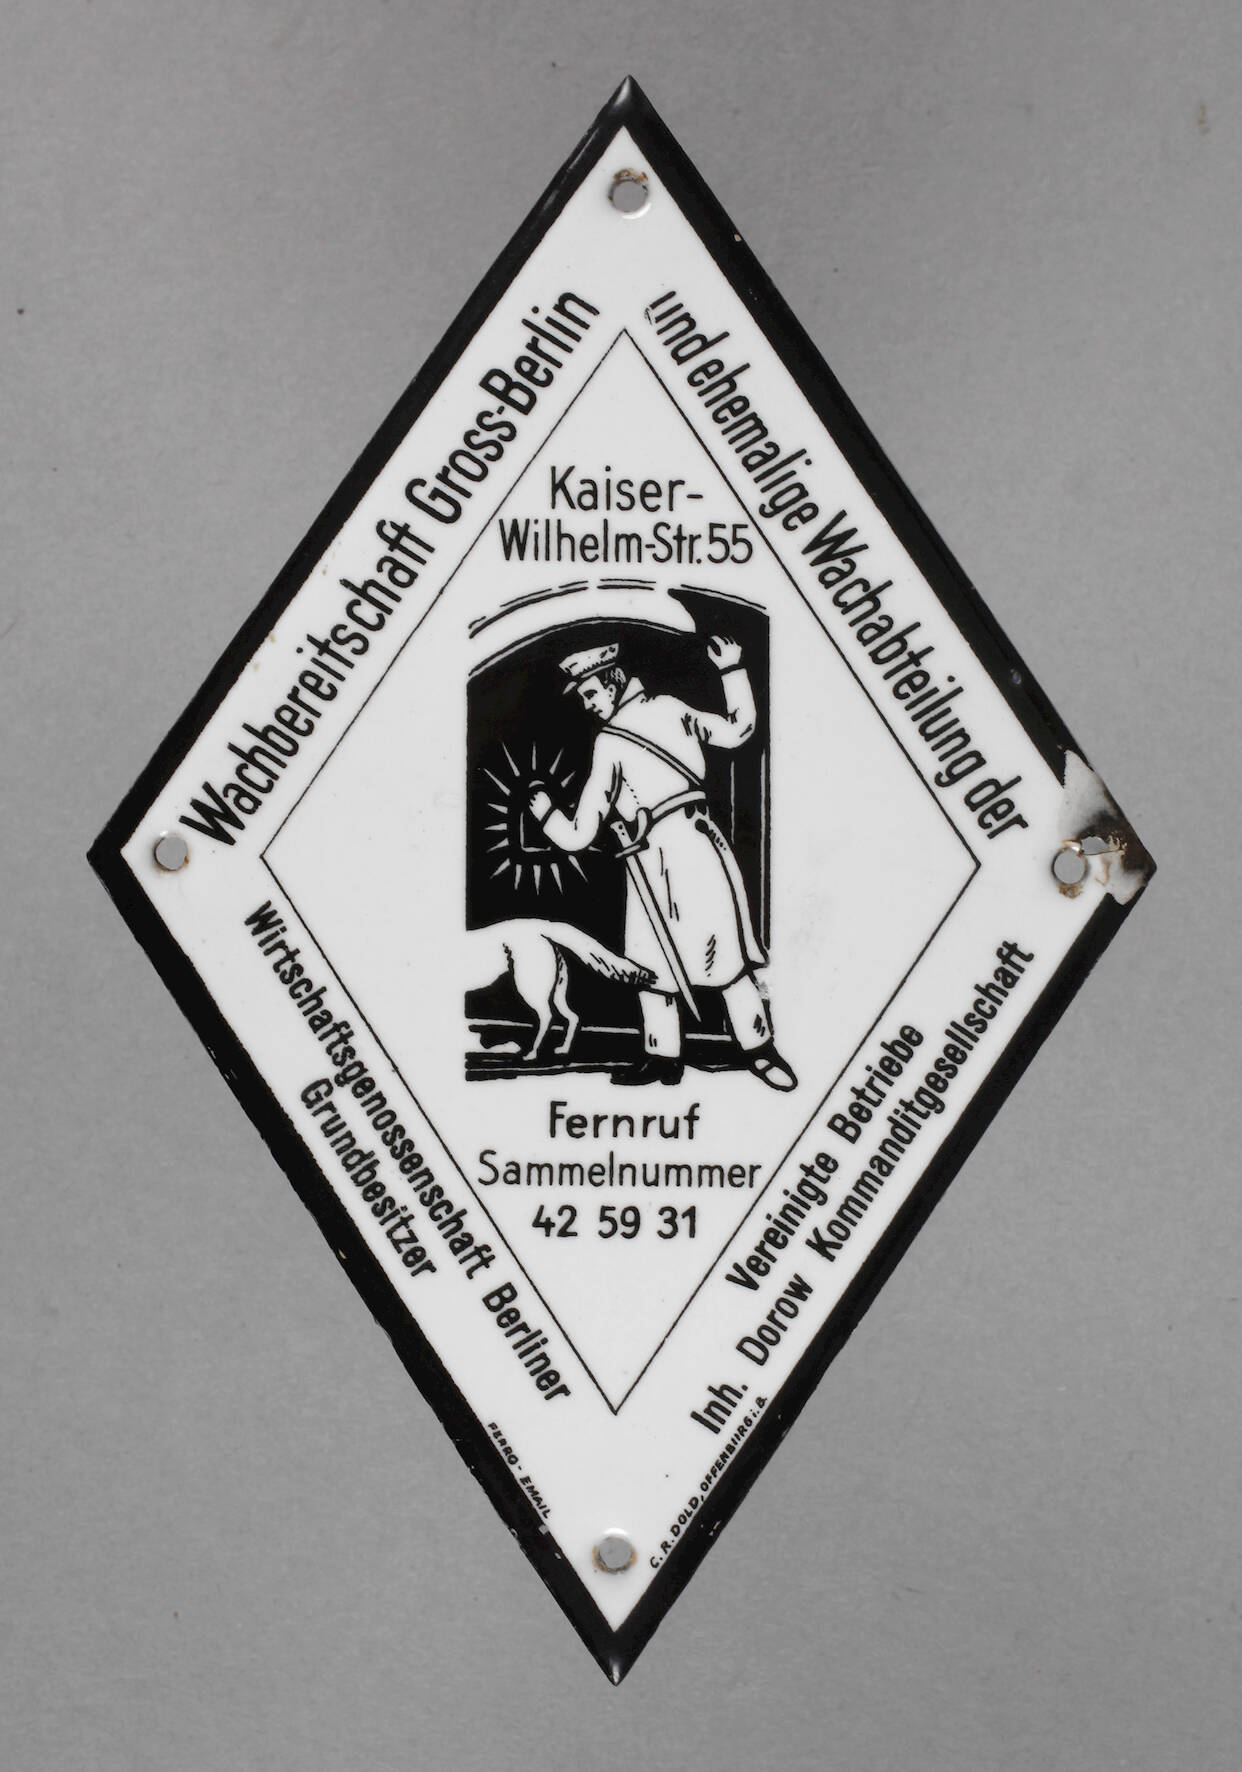 Wachbereitschaft Gross-Berlin
und ehemalige Wachabteilung der
Kaiser-
Wilhelm-Str. 55
Fernruf
Sammelnummer
42 59 31
Wirtschaftsgenossenschaft Berliner
Grundbesitzer
Vereinigte Betriebe
Inh. Dorow Kommanditgesellschaft
FERRO-EMAIL
C.R. DOLD, OFFENBURG i.B.